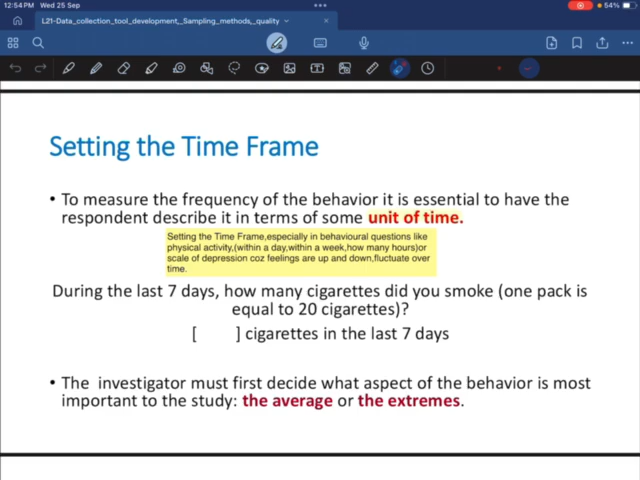 12:54PM Wed 25 Sep
54%
L21-Data_collection_tool_development,_Sampling_methods,_quality
Setting the Time Frame
• To measure the frequency of the behavior it is essential to have the
respondent describe it in terms of some unit of time.
Setting the Time Frame,especially in behavioural questions like
physical activity,(within a day,within a week,how many hours)or
scale of depression coz feelings are up and down,fluctuate over
time.
During the last 7 days, how many cigarettes did you smoke (one pack is
equal to 20 cigarettes)?
[ ] cigarettes in the last 7 days
• The investigator must first decide what aspect of the behavior is most
important to the study: the average or the extremes.